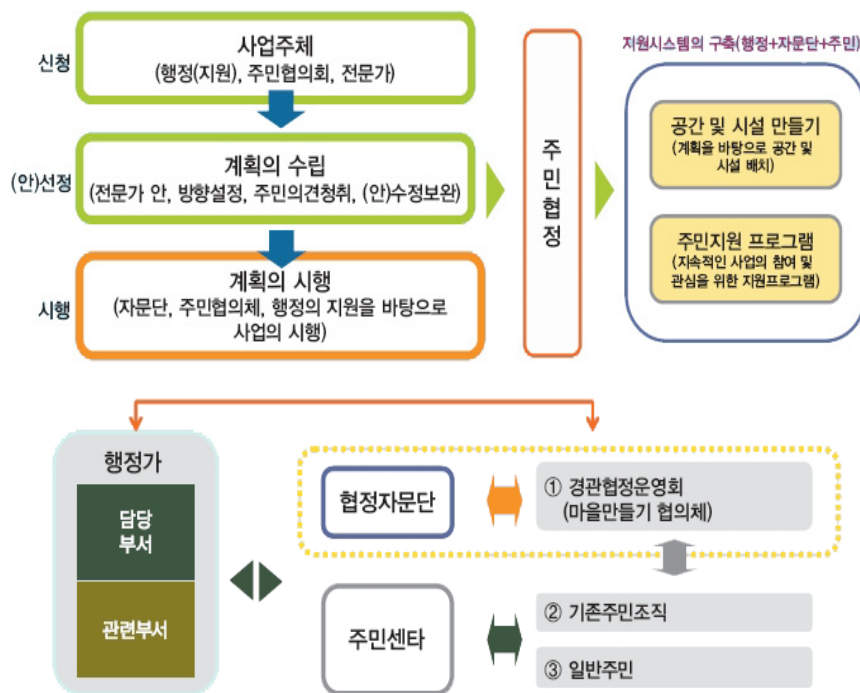 지원시스템의 구축(행정+자문단+주민)
신청
사업주체
(행정(지원), 주민협의회, 전문가)
(안)선정
계획의 수립
(전문가 안, 방향설정, 주민의견청취, (안)수정보완)
시행
계획의 시행
(자문단, 주민협의체, 행정의 지원을 바탕으로
사업의 시행)
주
민
협
정
공간 및 시설 만들기
(계획을 바탕으로 공간 및
시설 배치)
주민지원 프로그램
(지속적인 사업의 참여 및
관심을 위한 지원프로그램)
행정가
담당
부서
관련부서
협정자문단
① 경관협정운영회
(마을만들기 협의체)
주민센타
② 기존주민조직
③ 일반주민